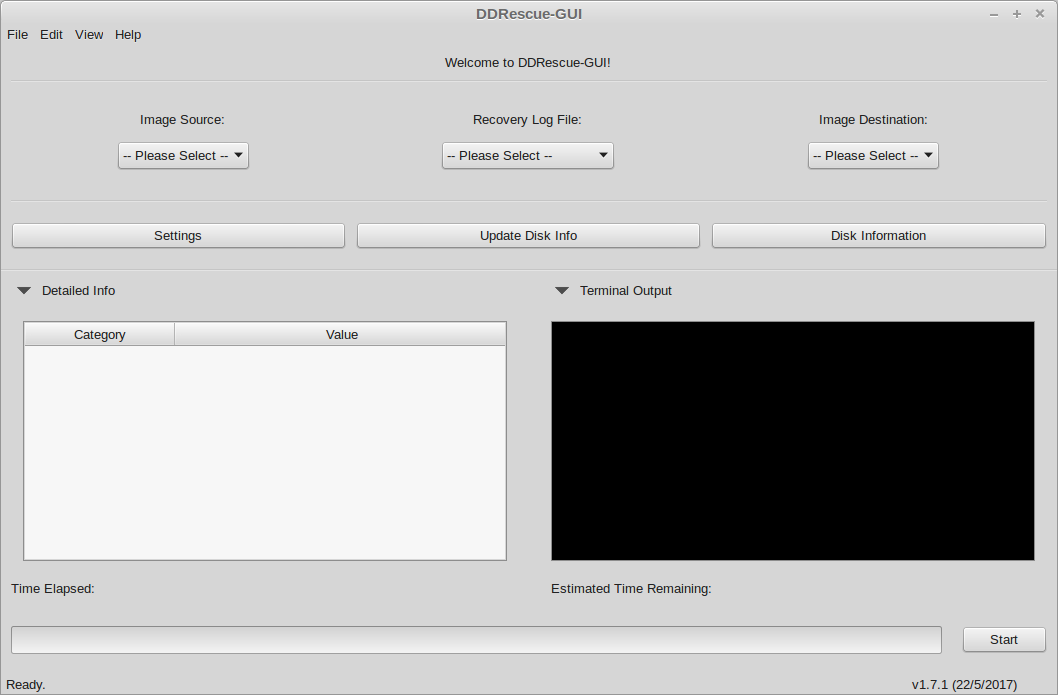 DDRescue-GUI
File Edit View Help
Welcome to DDRescue-GUI!
Image Source: Recovery Log File: Image Destination:
-- Please Select -- -- Please Select -- -- Please Select --
Settings Update Disk Info Disk Information
Detailed Info Terminal Output
Category Value
Time Elapsed: Estimated Time Remaining:
Start
Ready. v1.7.1 (22/5/2017)